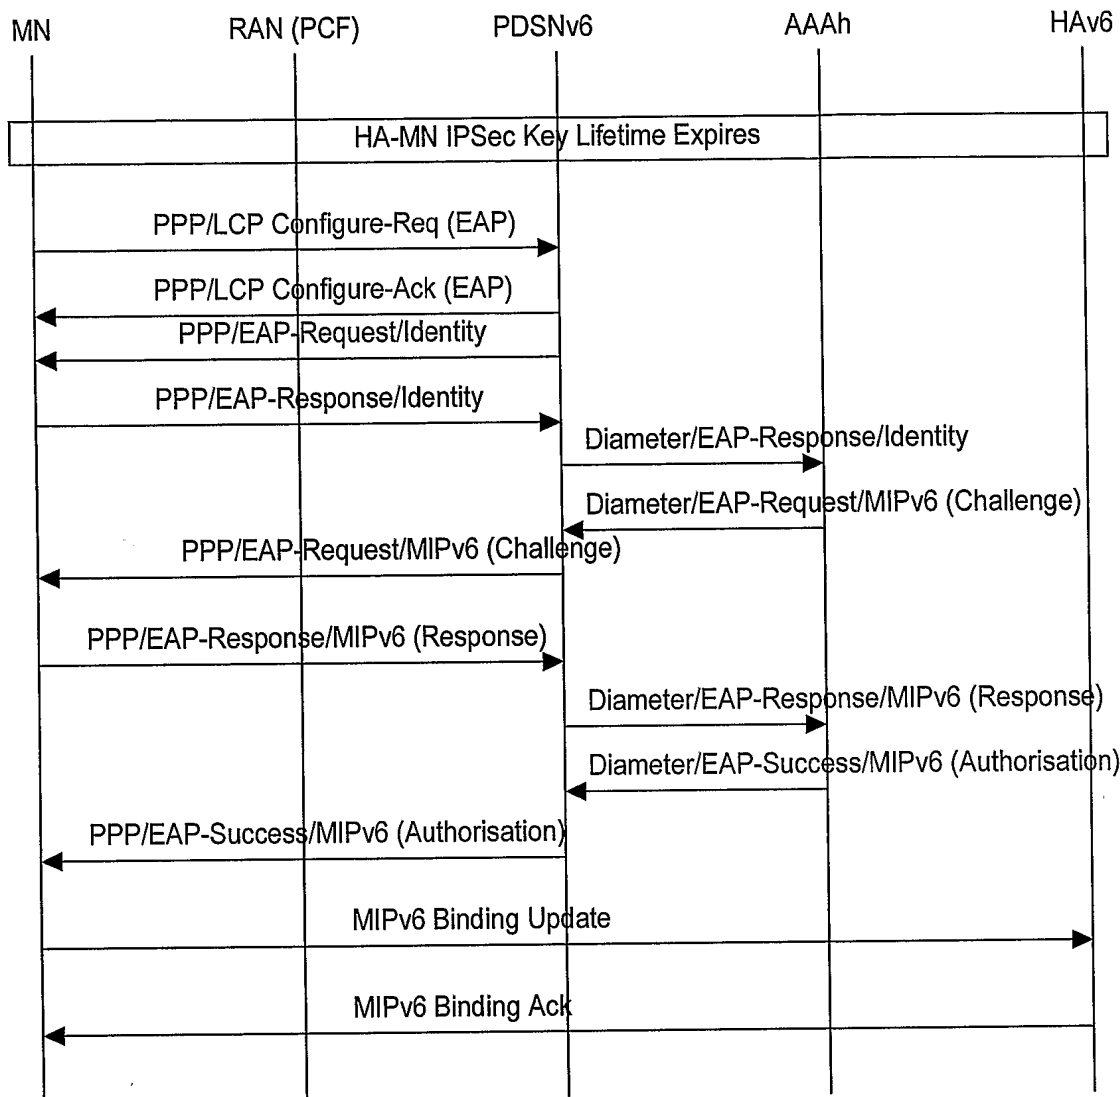 MN RAN (PCF) PDSNv6 AAAh HAv6
HA-MN IPSec Key Lifetime Expires
PPP/LCP Configure-Req (EAP)
PPP/LCP Configure-Ack (EAP)
PPP/EAP-Request/Identity
PPP/EAP-Response/Identity
Diameter/EAP-Response/Identity
Diameter/EAP-Request/MIPv6 (Challenge)
PPP/EAP-Request/MIPv6 (Challenge)
PPP/EAP-Response/MIPv6 (Response)
Diameter/EAP-Response/MIPv6 (Response)
Diameter/EAP-Success/MIPv6 (Authorisation)
PPP/EAP-Success/MIPv6 (Authorisation)
MIPv6 Binding Update
MIPv6 Binding Ack